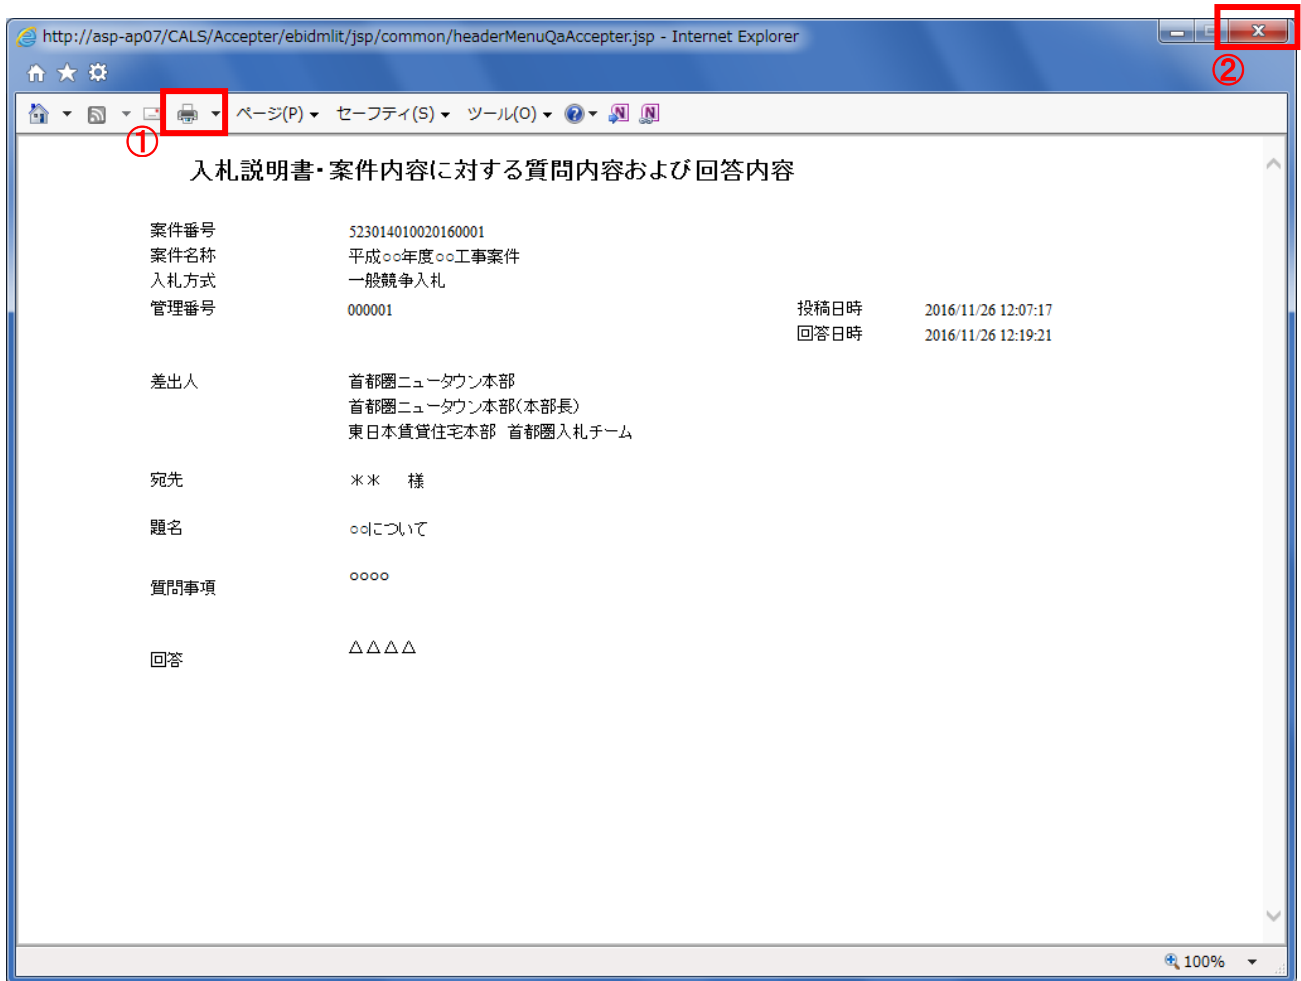 http://asp-ap07/CALS/Accepter/ebidmlit/jsp/common/headerMenuQaAccepter.jsp - Internet Explorer
②
ページ(P) セーフティ(S) ツール(O)
①
入札説明書・案件内容に対する質問内容および回答内容
案件番号 523014010020160001
案件名称 平成○○年度○○工事案件
入札方式 一般競争入札
管理番号 000001 投稿日時 2016/11/26 12:07:17
回答日時 2016/11/26 12:19:21
差出人 首都圏ニュータウン本部
首都圏ニュータウン本部(本部長)
東日本賃貸住宅本部 首都圏入札チーム
宛先 ** 様
題名 ○○について
質問事項 ○○○○
回答 △△△△
100%